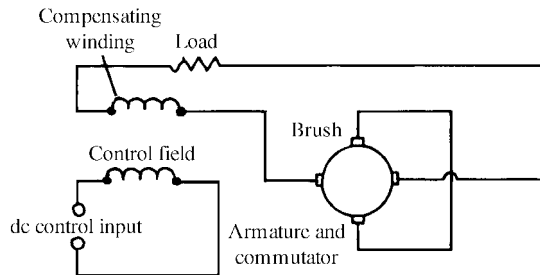 Compensating
winding
Load
Brush
Control field
dc control input
Armature and
commutator